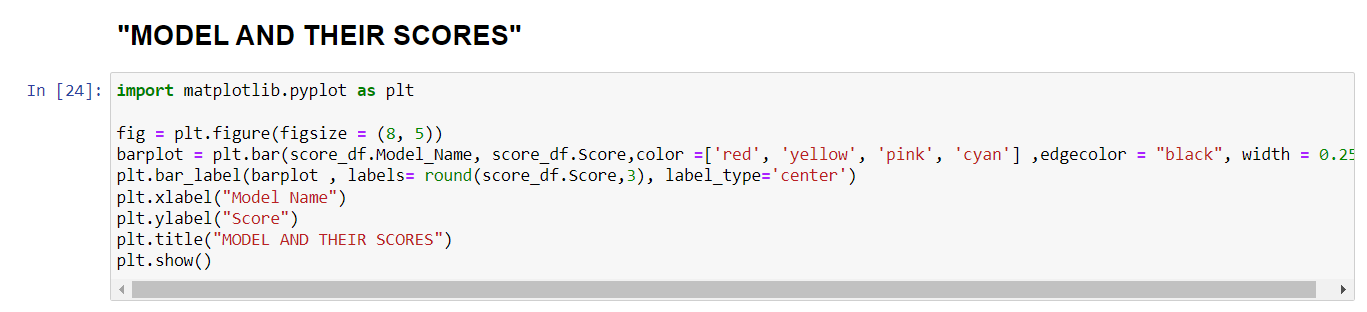 "MODEL AND THEIR SCORES"
In [24]:
import matplotlib.pyplot as plt
fig = plt.figure(figsize = (8, 5))
barplot = plt.bar(score_df.Model_Name, score_df.Score,color =['red', 'yellow', 'pink', 'cyan'] ,edgecolor = "black", width = 0.25
plt.bar_label(barplot , labels= round(score_df.Score,3), label_type='center')
plt.xlabel("Model Name")
plt.ylabel("Score")
plt.title("MODEL AND THEIR SCORES")
plt.show()